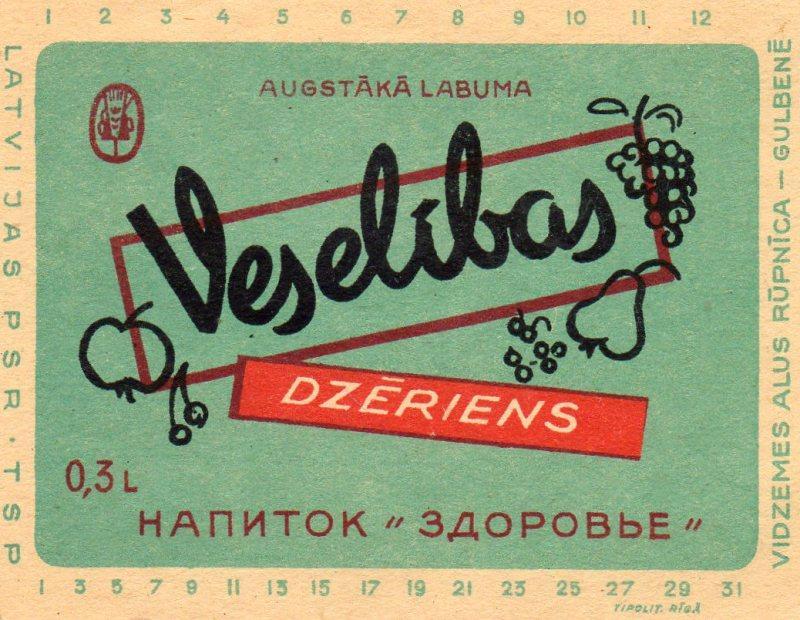 1 2 3 4 5 6 7 8 9 10 11 12
LATVIJAS PSR · TSP
AUGSTĀKĀ LABUMA
Veselības
DZĒRIENS
0,3 L
НАПИТОК „ЗДОРОВЬЕ"
VIDZEMES ALUS RŪPNĪCA — GULBENĒ
1 3 5 7 9 11 13 15 17 19 21 23 25 27 29 31
TIPOLIT. RĪGĀ